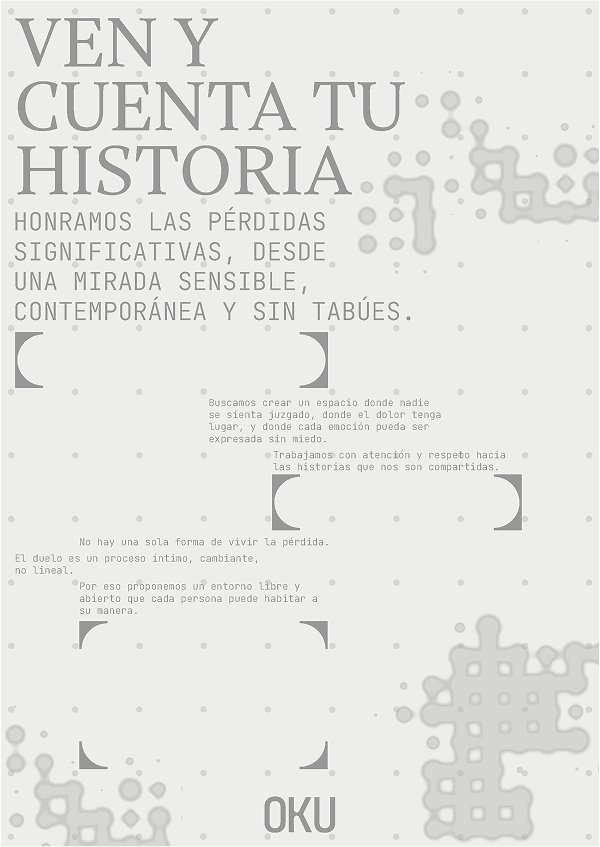 VEN Y
CUENTA TU
HISTORIA
HONRAMOS LAS PÉRDIDAS
SIGNIFICATIVAS, DESDE
UNA MIRADA SENSIBLE,
CONTEMPORÁNEA Y SIN TABÚES.
Buscamos crear un espacio donde nadie
se sienta juzgado, donde el dolor tenga
lugar, y donde cada emoción pueda ser
expresada sin miedo.
Trabajamos con atención y respeto hacia
las historias que nos son compartidas.
No hay una sola forma de vivir la pérdida.
El duelo es un proceso íntimo, cambiante,
no lineal.
Por eso proponemos un entorno libre y
abierto que cada persona puede habitar a
su manera.
OKU